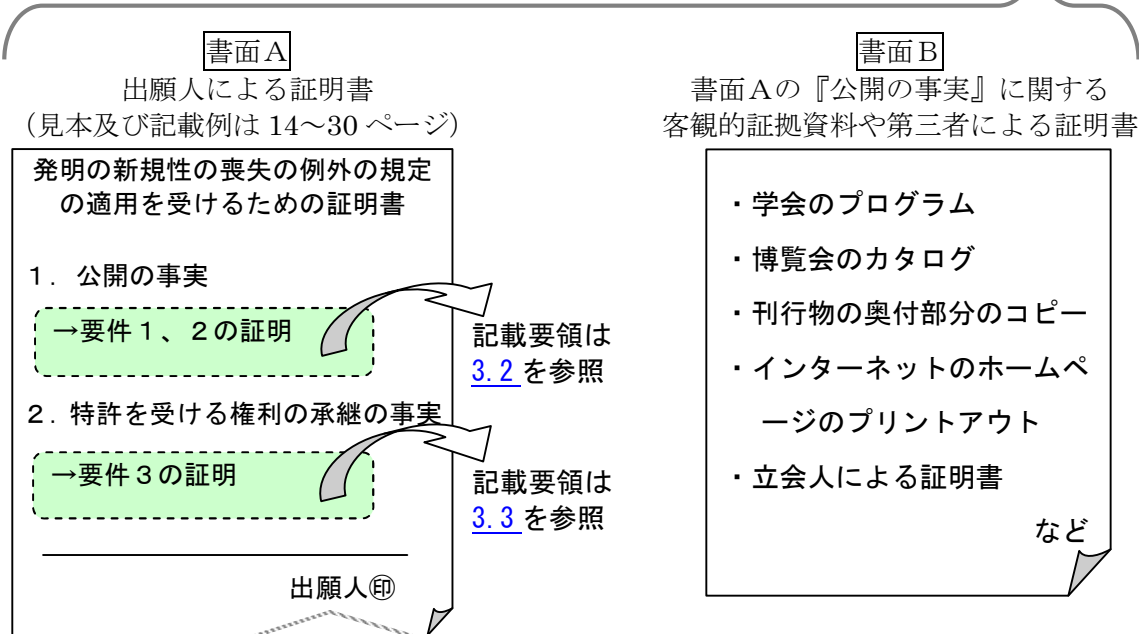 書面A
出願人による証明書
（見本及び記載例は 14～30 ページ）
発明の新規性の喪失の例外の規定
の適用を受けるための証明書
１．公開の事実
→要件１、２の証明
記載要領は
3.2 を参照
２．特許を受ける権利の承継の事実
→要件３の証明
記載要領は
3.3 を参照
出願人㊞
書面B
書面Aの『公開の事実』に関する
客観的証拠資料や第三者による証明書
・学会のプログラム
・博覧会のカタログ
・刊行物の奥付部分のコピー
・インターネットのホームペ
ージのプリントアウト
・立会人による証明書
など